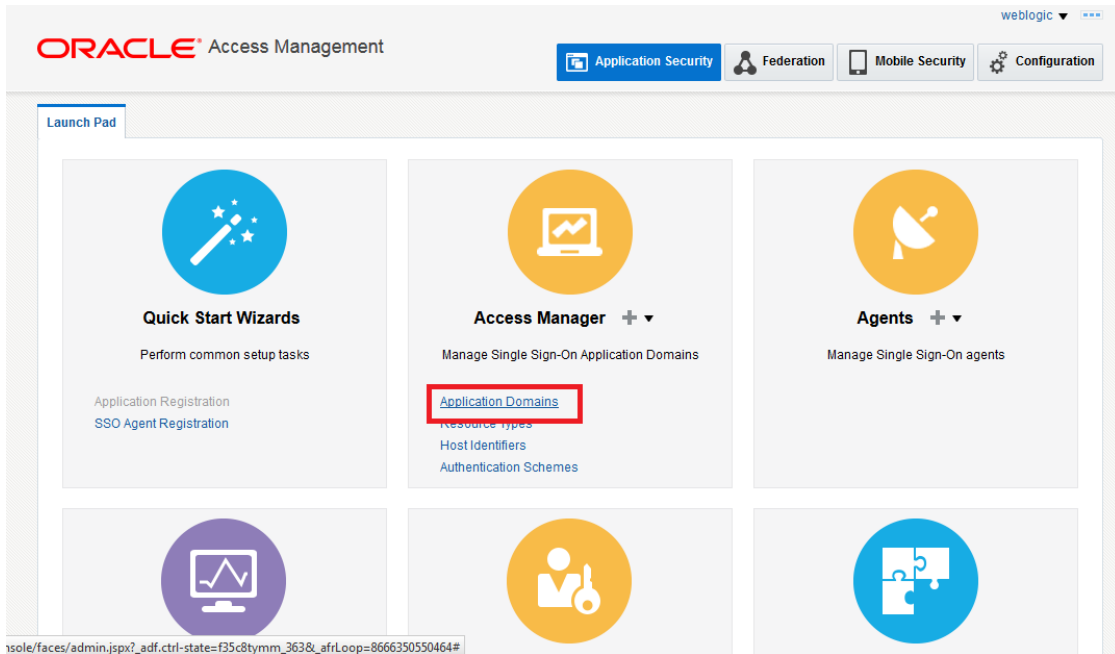 weblogic
ORACLE Access Management
Application Security
Federation
Mobile Security
Configuration
Launch Pad
Quick Start Wizards
Perform common setup tasks
Application Registration
SSO Agent Registration
Access Manager
Manage Single Sign-On Application Domains
Application Domains
Resource Types
Host Identifiers
Authentication Schemes
Agents
Manage Single Sign-On agents
nsole/faces/admin.jspx?_adf.ctrl-state=f35c8tymm_363&_afrLoop=8666350550464#